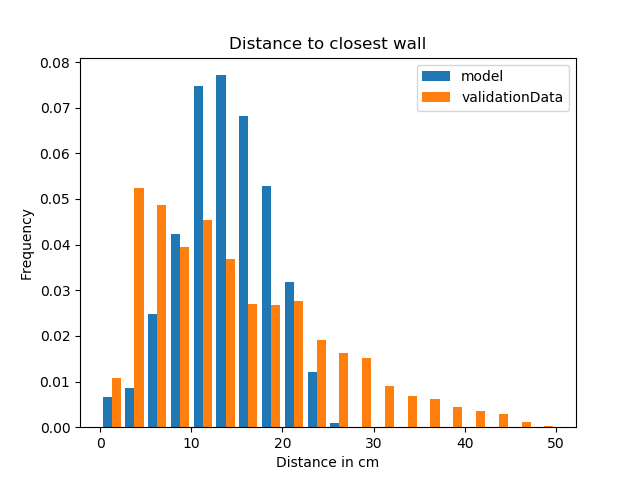 Distance to closest wall
model
validationData
Frequency
0.08
0.07
0.06
0.05
0.04
0.03
0.02
0.01
0.00
0 10 20 30 40 50
Distance in cm